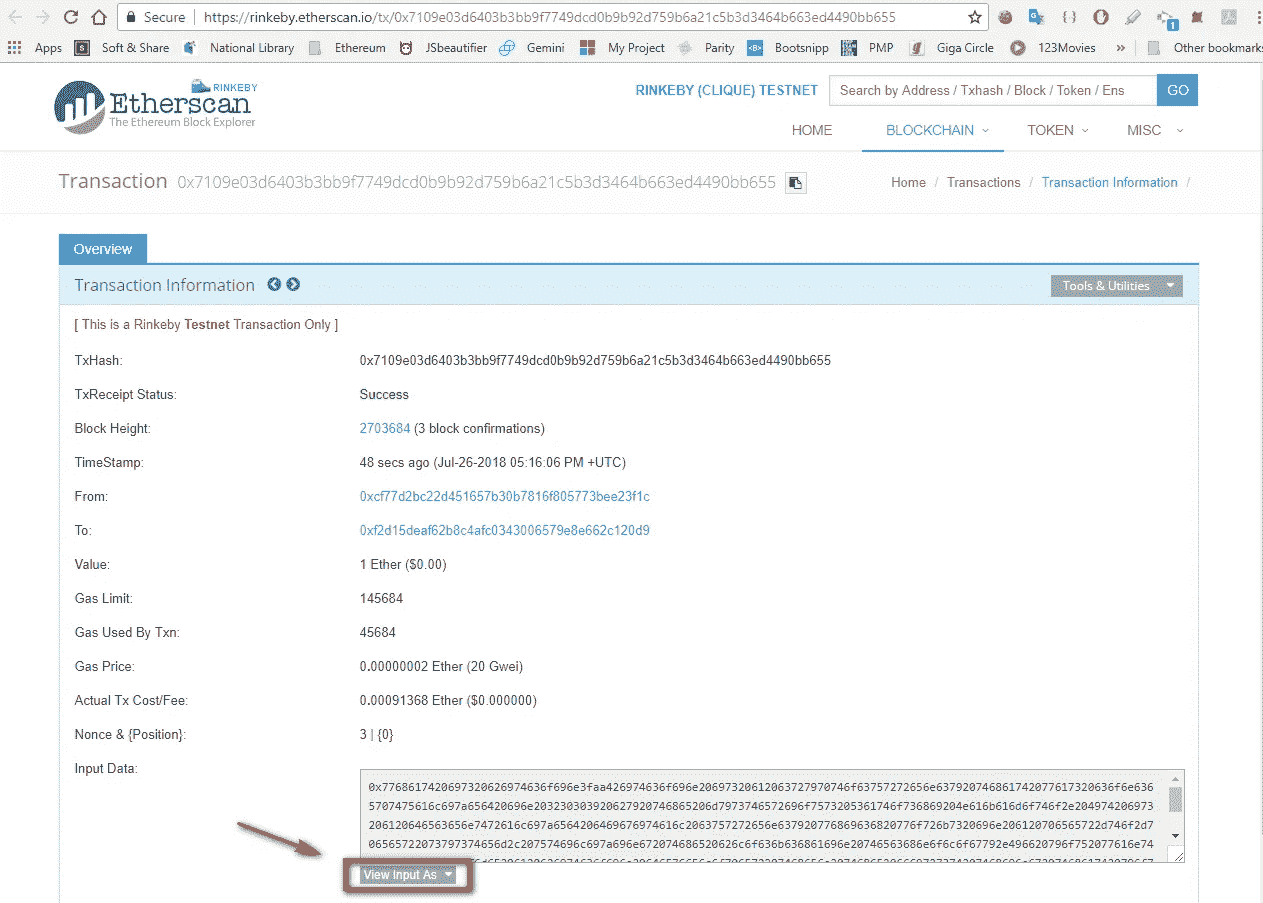 Secure https://rinkeby.etherscan.io/tx/0x7109e03d6403b3bb9f7749dcd0b9b92d759b6a21c5b3d3464b663ed4490bb655
Apps Soft & Share National Library Ethereum JSbeautifier Gemini My Project Parity Bootsnipp PMP Giga Circle 123Movies » Other bookmarks
RINKEBY
Etherscan
The Ethereum Block Explorer
RINKEBY (CLIQUE) TESTNET Search by Address / Txhash / Block / Token / Ens GO
HOME BLOCKCHAIN TOKEN MISC
Transaction 0x7109e03d6403b3bb9f7749dcd0b9b92d759b6a21c5b3d3464b663ed4490bb655
Home / Transactions / Transaction Information /
Overview
Transaction Information Tools & Utilities
[ This is a Rinkeby Testnet Transaction Only ]
TxHash: 0x7109e03d6403b3bb9f7749dcd0b9b92d759b6a21c5b3d3464b663ed4490bb655
TxReceipt Status: Success
Block Height: 2703684 (3 block confirmations)
TimeStamp: 48 secs ago (Jul-26-2018 05:16:06 PM +UTC)
From: 0xcf77d2bc22d451657b30b7816f805773bee23f1c
To: 0xf2d15deaf62b8c4afc0343006579e8e662c120d9
Value: 1 Ether ($0.00)
Gas Limit: 145684
Gas Used By Txn: 45684
Gas Price: 0.00000002 Ether (20 Gwei)
Actual Tx Cost/Fee: 0.00091368 Ether ($0.000000)
Nonce & {Position}: 3 | {0}
Input Data:
0x7768617420697320626974636f696e3faa426974636f696e20697320612063727970746f63757272656e637920746861742077617320636f6e636
5707475616c697a656420696e203230303920627920746865206d7973746572696f7573205361746f736869204e616b616d6f746f2e204974206973
206120646563656e7472616c697a6564206469676974616c2063757272656e637920776869636820776f726b7320696e206120706565722d746f2d7
View Input As